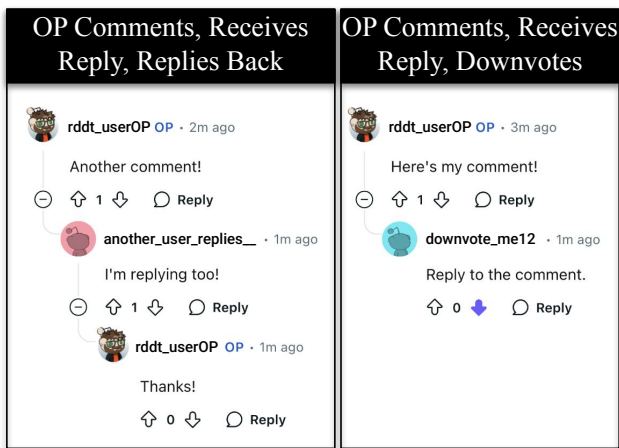 OP Comments, Receives
Reply, Replies Back
rddt_userOP OP · 2m ago
Another comment!
1 Reply
another_user_replies__ · 1m ago
I'm replying too!
1 Reply
rddt_userOP OP · 1m ago
Thanks!
0 Reply
OP Comments, Receives
Reply, Downvotes
rddt_userOP OP · 3m ago
Here's my comment!
1 Reply
downvote_me12 · 1m ago
Reply to the comment.
0 Reply